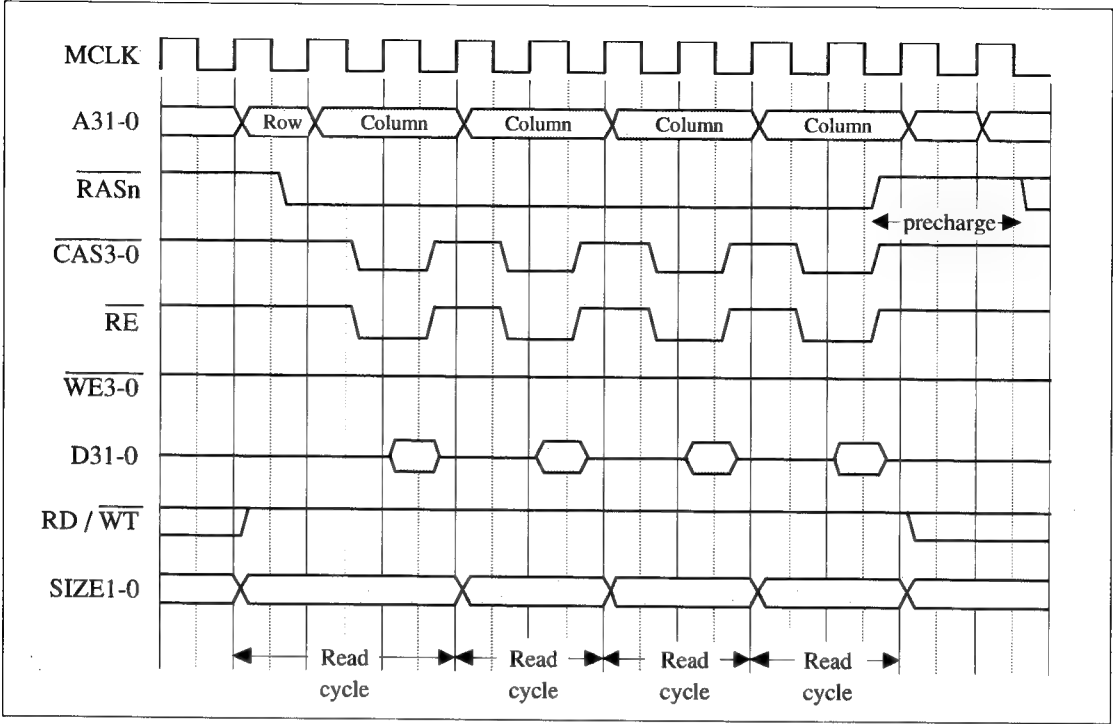 MCLK
A31-0
Row Column Column Column Column
RASn
precharge
CAS3-0
RE
WE3-0
D31-0
RD / WT
SIZE1-0
Read cycle
Read cycle
Read cycle
Read cycle